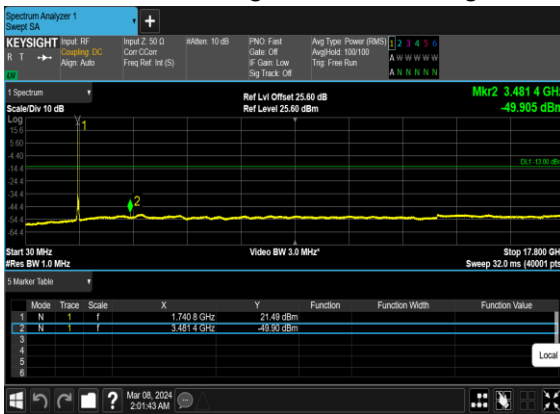 Spectrum Analyzer 1
Swept SA
KEYSIGHT Input: RF Input Z: 50 Ω #Atten: 10 dB PNO: Fast Avg Type: Power (RMS) 1 2 3 4 5 6
R T Coupling: DC Corr CCorr Gate: Off Avg|Hold: 100/100 A W W W W W
Align: Auto Freq Ref: Int (S) IF Gain: Low Trig: Free Run
LV Sig Track: Off A N N N N N
1 Spectrum Ref Lvl Offset 25.60 dB Mkr2 3.481 4 GHz
Scale/Div 10 dB Ref Level 25.60 dBm -49.905 dBm
Log
15.6 1
5.60
-4.40
-14.4 DL1 -13.00 dBm
-24.4
-34.4
-44.4 2
-54.4
-64.4
Start 30 MHz Video BW 3.0 MHz* Stop 17.800 GH
#Res BW 1.0 MHz Sweep 32.0 ms (40001 pts
5 Marker Table
Mode Trace Scale X Y Function Function Width Function Value
1 N 1 f 1.740 8 GHz 21.49 dBm
2 N 1 f 3.481 4 GHz -49.90 dBm
3
4
5
6
Local
? Mar 08, 2024
2:01:43 AM